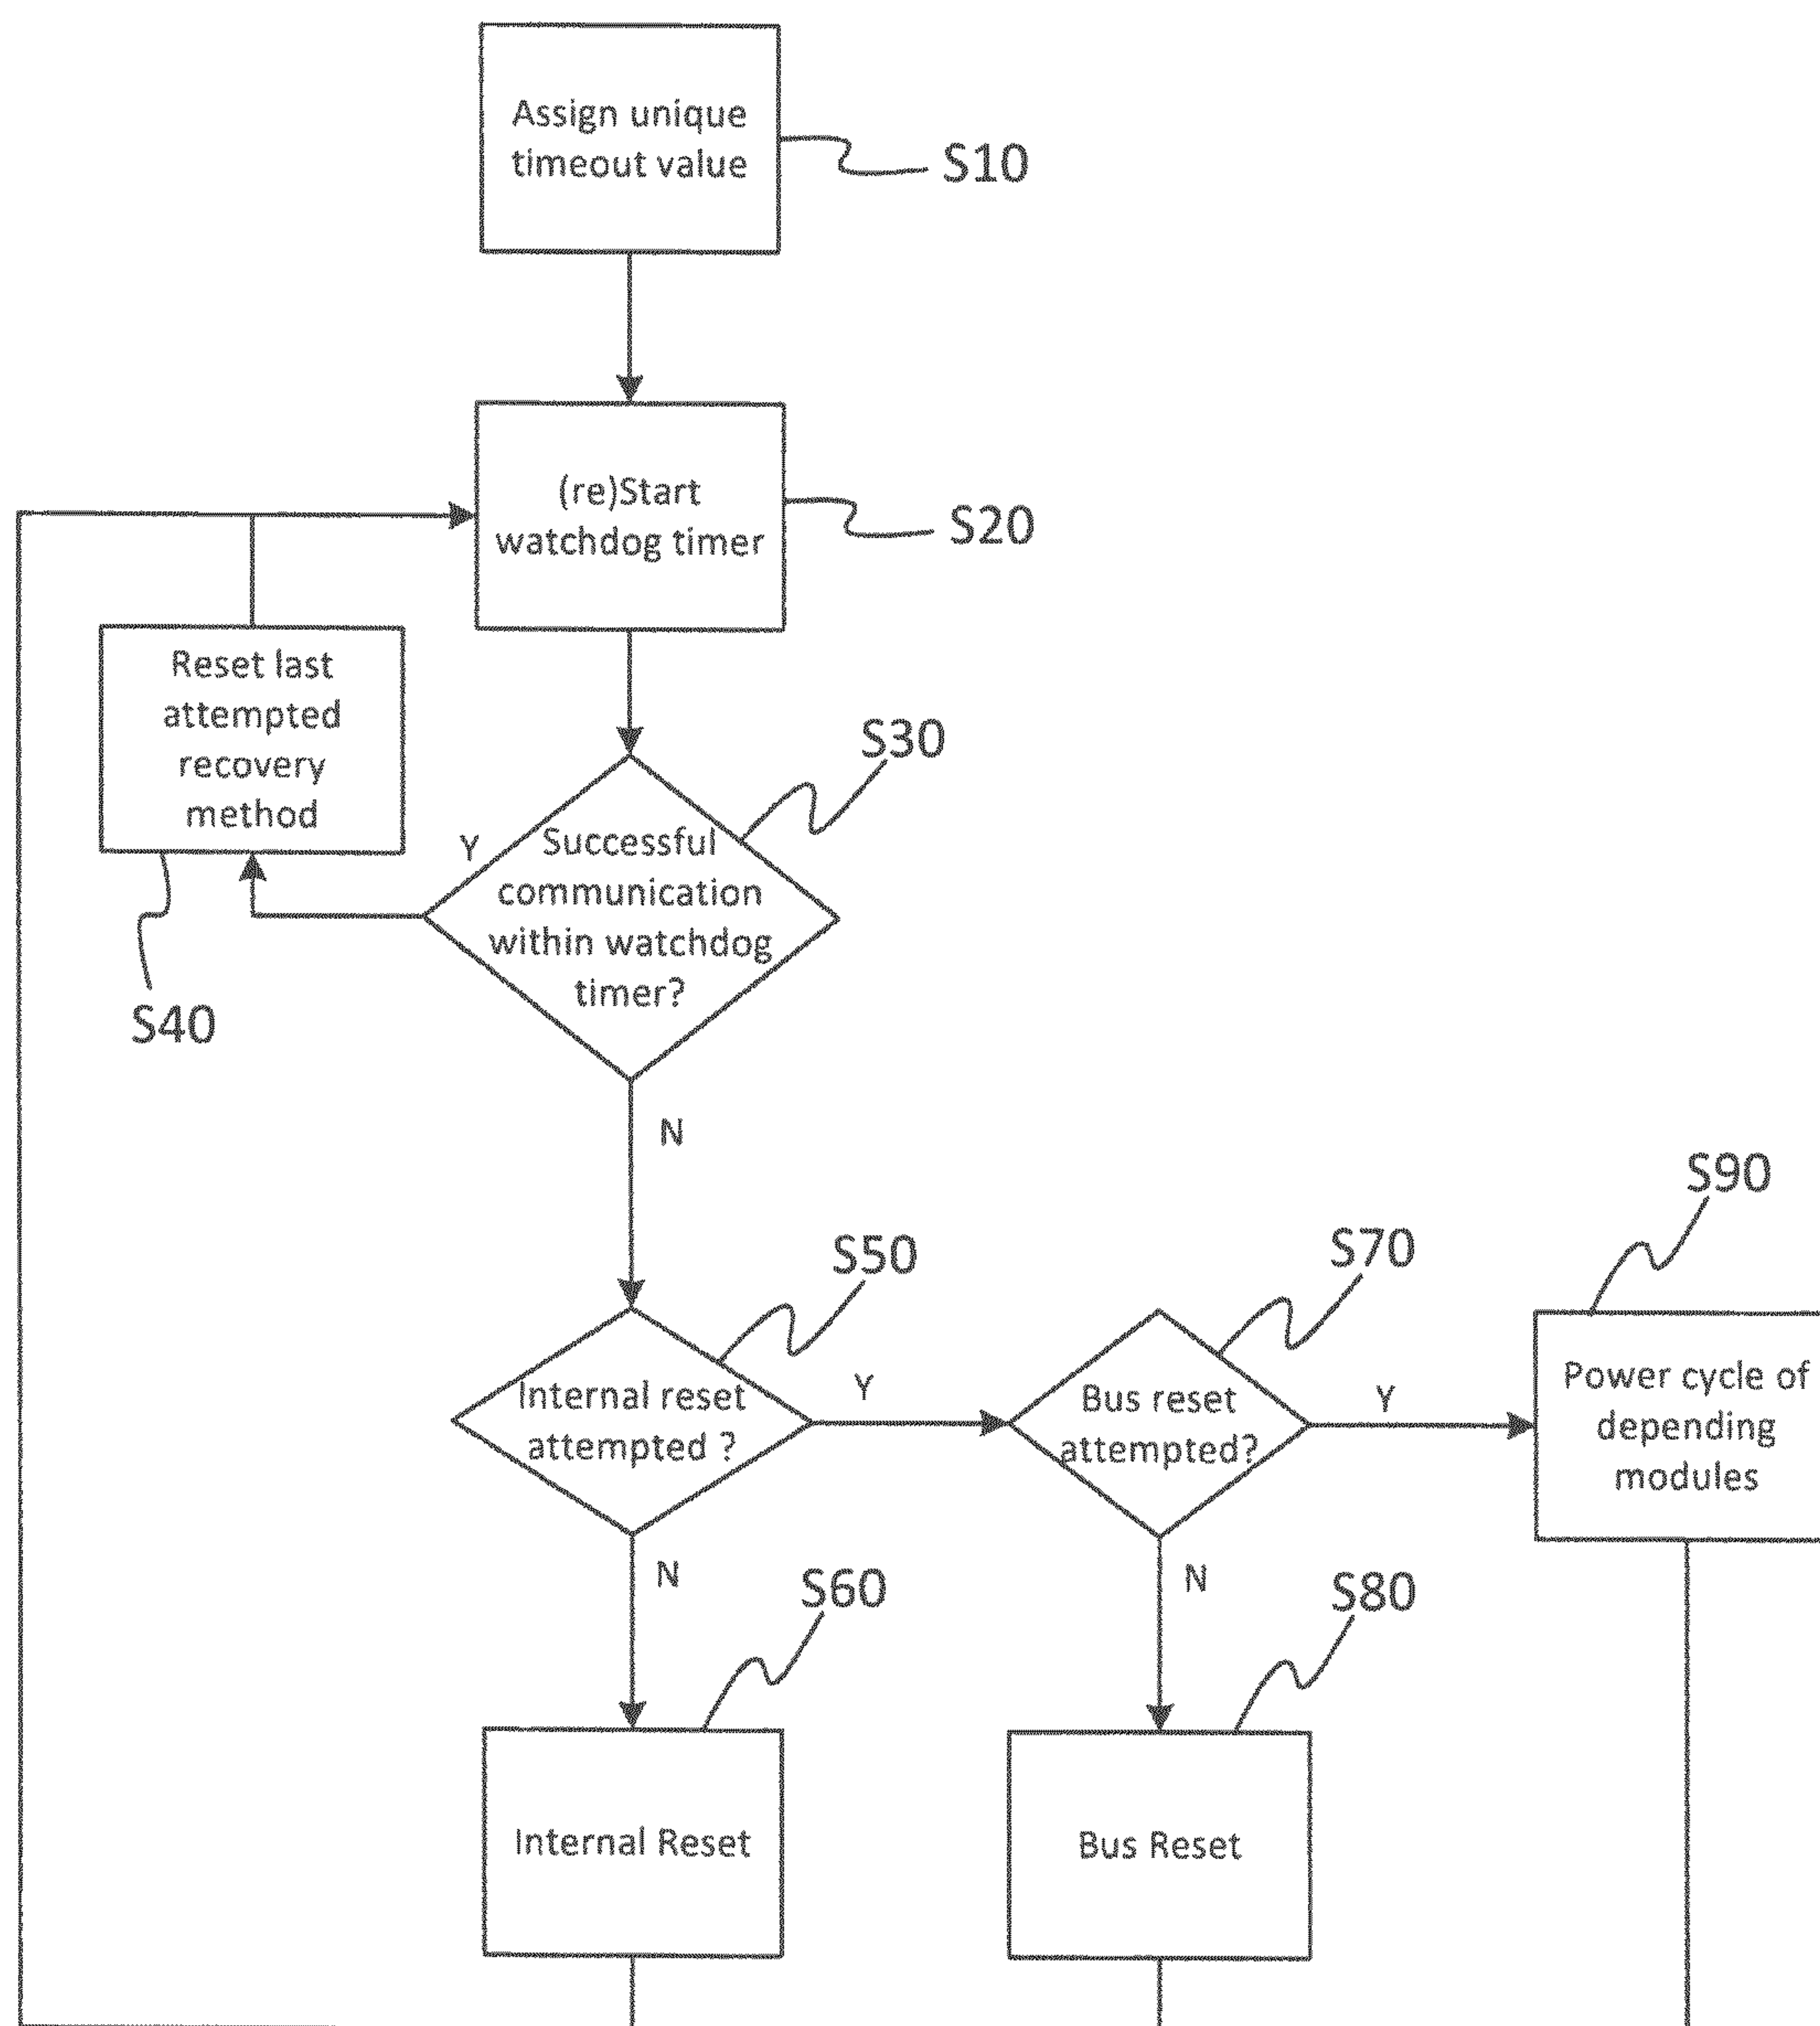 Assign unique
timeout value
S10
(re)Start
watchdog timer
S20
Reset last
attempted
recovery
method
S40
S30
Y
Successful
communication
within watchdog
timer?
N
S50
Internal reset
attempted ?
Y
S70
Bus reset
attempted?
Y
S90
Power cycle of
depending
modules
N
S60
Internal Reset
N
S80
Bus Reset